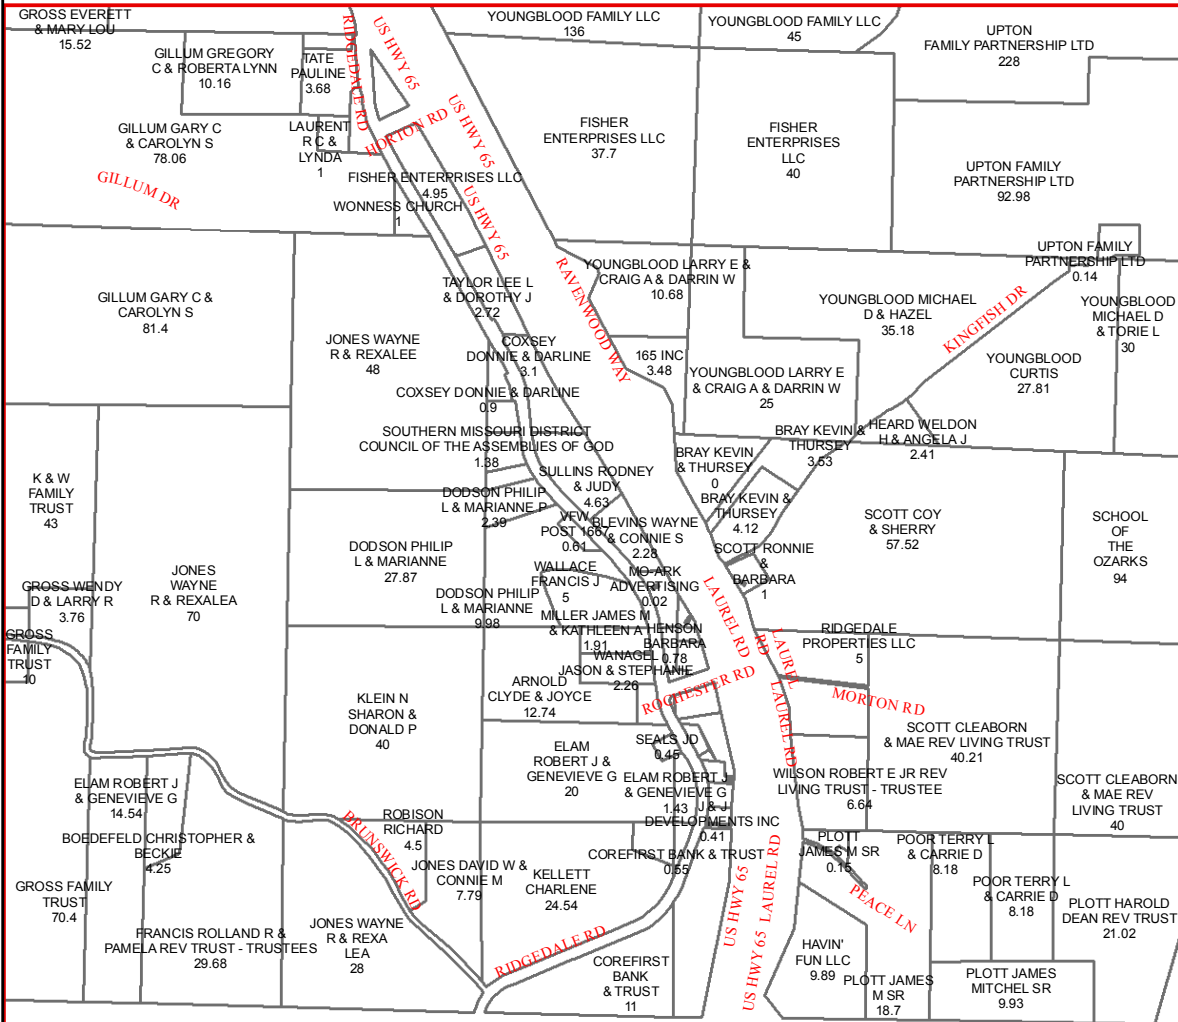 GROSS EVERETT
& MARY LOU
15.52
YOUNGBLOOD FAMILY LLC
136
YOUNGBLOOD FAMILY LLC
45
UPTON
FAMILY PARTNERSHIP LTD
228
RIDGEDALE RD
US HWY 65
GILLUM GREGORY
C & ROBERTA LYNN
10.16
TATE
PAULINE
3.68
US HWY 65
HORTON RD
GILLUM GARY C
& CAROLYN S
78.06
LAURENT
R C &
LYNDA
1
FISHER
ENTERPRISES LLC
37.7
FISHER
ENTERPRISES
LLC
40
UPTON FAMILY
PARTNERSHIP LTD
92.98
GILLUM DR
FISHER ENTERPRISES LLC
4.95
WONNESS CHURCH
1
US HWY 65
RAVENWOOD WAY
YOUNGBLOOD LARRY E &
CRAIG A & DARRIN W
10.68
UPTON FAMILY
PARTNERSHIP LTD
0.14
GILLUM GARY C &
CAROLYN S
81.4
TAYLOR LEE L
& DOROTHY J
2.72
YOUNGBLOOD MICHAEL
D & HAZEL
35.18
KINGFISH DR
YOUNGBLOOD
MICHAEL D
& TORIE L
30
JONES WAYNE
R & REXALEE
48
COXSEY
DONNIE & DARLINE
3.1
165 INC
3.48
YOUNGBLOOD LARRY E
& CRAIG A & DARRIN W
25
YOUNGBLOOD
CURTIS
27.81
COXSEY DONNIE & DARLINE
0.9
SOUTHERN MISSOURI DISTRICT
COUNCIL OF THE ASSEMBLIES OF GOD
1.38
BRAY KEVIN &
THURSEY
3.53
HEARD WELDON
H & ANGELA J
2.41
BRAY KEVIN
& THURSEY
0
K & W
FAMILY
TRUST
43
SULLINS RODNEY
& JUDY
4.63
DODSON PHILIP
L & MARIANNE P
2.39
BRAY KEVIN &
THURSEY
4.12
SCOTT COY
& SHERRY
57.52
SCHOOL
OF
THE
OZARKS
94
VFW
POST 1667
0.61
BLEVINS WAYNE
& CONNIE S
2.28
DODSON PHILIP
L & MARIANNE
27.87
SCOTT RONNIE
&
BARBARA
1
JONES
WAYNE
R & REXALEA
70
WALLACE
FRANCIS J
5
MO-ARK
ADVERTISING
0.02
GROSS WENDY
D & LARRY R
3.76
DODSON PHILIP
L & MARIANNE
9.98
LAUREL RD
MILLER JAMES M
& KATHLEEN A
1.91
HENSON
BARBARA
0.78
LAUREL
RD
RIDGEDALE
PROPERTIES LLC
5
GROSS
FAMILY
TRUST
10
WANAGEL
JASON & STEPHANIE
2.26
ARNOLD
CLYDE & JOYCE
12.74
ROCHESTER RD
LAUREL RD
MORTON RD
KLEIN N
SHARON &
DONALD P
40
SCOTT CLEABORN
& MAE REV LIVING TRUST
40.21
SEALS JD
0.45
ELAM
ROBERT J &
GENEVIEVE G
20
ELAM ROBERT J
& GENEVIEVE G
1.43
WILSON ROBERT E JR REV
LIVING TRUST - TRUSTEE
6.64
SCOTT CLEABORN
& MAE REV
LIVING TRUST
40
ELAM ROBERT J
& GENEVIEVE G
14.54
J & J
DEVELOPMENTS INC
0.41
ROBISON
RICHARD
4.5
BRUNSWICK RD
BOEDEFELD CHRISTOPHER &
BECKIE
4.25
PLOTT
JAMES M SR
0.15
POOR TERRY L
& CARRIE D
8.18
COREFIRST BANK & TRUST
0.55
JONES DAVID W &
CONNIE M
7.79
KELLETT
CHARLENE
24.54
US HWY 65
LAUREL RD
PEACE LN
POOR TERRY L
& CARRIE D
8.18
GROSS FAMILY
TRUST
70.4
PLOTT HAROLD
DEAN REV TRUST
21.02
FRANCIS ROLLAND R &
PAMELA REV TRUST - TRUSTEES
29.68
JONES WAYNE
R & REXA
LEA
28
RIDGEDALE RD
HAVIN'
FUN LLC
9.89
US HWY 65
COREFIRST
BANK
& TRUST
11
PLOTT JAMES
M SR
18.7
PLOTT JAMES
MITCHEL SR
9.93